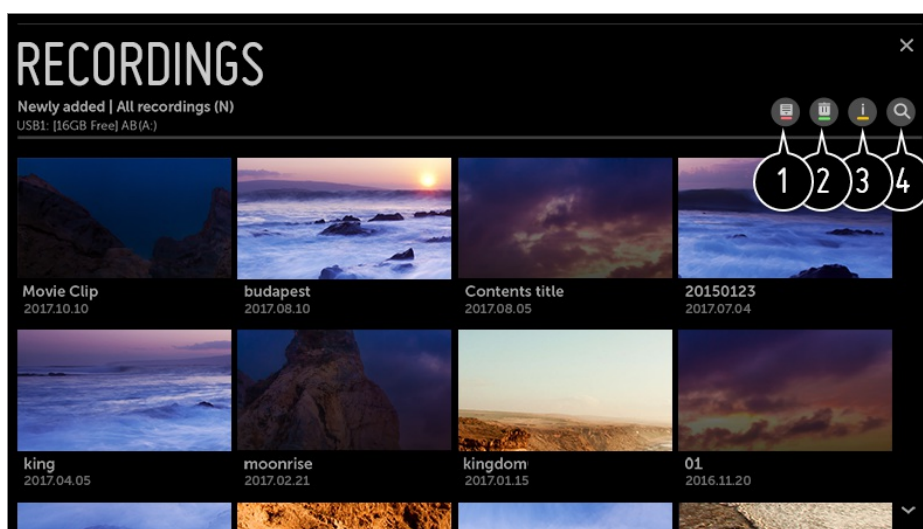 RECORDINGS
Newly added | All recordings (N)
USB1: [16GB Free] AB(A:)
1 2 3 4
Movie Clip
2017.10.10
budapest
2017.08.10
Contents title
2017.08.05
20150123
2017.07.04
king
2017.04.05
moonrise
2017.02.21
kingdom
2017.01.15
01
2016.11.20